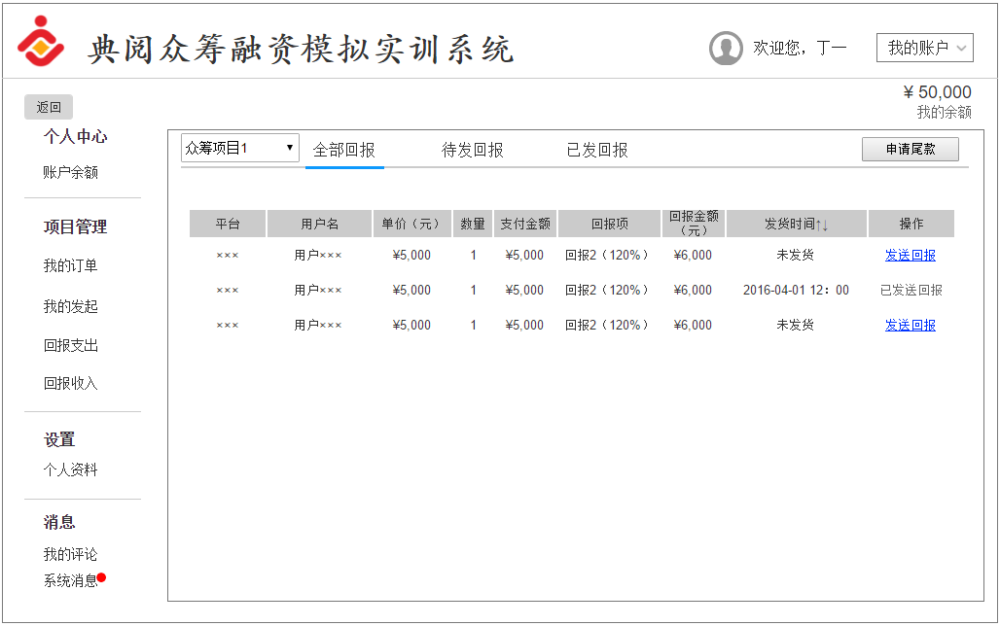 典阅众筹融资模拟实训系统
欢迎您，丁一
我的账户
¥ 50,000
我的余额
返回
个人中心
账户余额
项目管理
我的订单
我的发起
回报支出
回报收入
设置
个人资料
消息
我的评论
系统消息
众筹项目1 全部回报 待发回报 已发回报 申请尾款
平台 用户名 单价（元） 数量 支付金额 回报项 回报金额（元） 发货时间↑↓ 操作
××× 用户××× ¥5,000 1 ¥5,000 回报2（120%） ¥6,000 未发货 发送回报
××× 用户××× ¥5,000 1 ¥5,000 回报2（120%） ¥6,000 2016-04-01 12：00 已发送回报
××× 用户××× ¥5,000 1 ¥5,000 回报2（120%） ¥6,000 未发货 发送回报